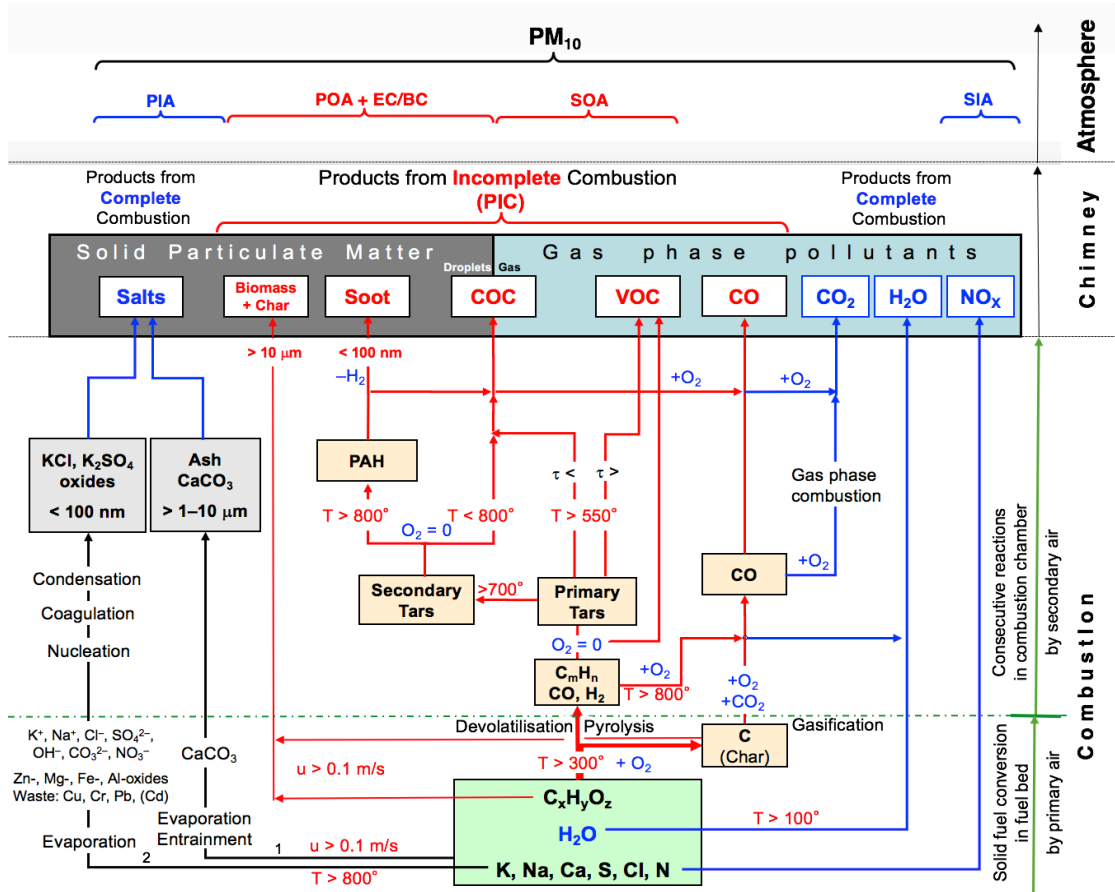 PM10
PIA
POA + EC/BC
SOA
SIA
Atmosphere
Products from
Complete
Combustion
Products from Incomplete Combustion
(PIC)
Products from
Complete
Combustion
Solid Particulate Matter
Gas phase pollutants
Droplets
Gas
Salts
Biomass
+ Char
Soot
COC
VOC
CO
CO2
H2O
NOX
Chimney
> 10 μm
< 100 nm
–H2
+O2
+O2
KCl, K2SO4
oxides
< 100 nm
Ash
CaCO3
> 1–10 μm
PAH
τ <
τ >
Gas phase
combustion
T > 800°
T < 800°
T > 550°
O2 = 0
Condensation
Coagulation
Nucleation
Secondary
Tars
>700°
Primary
Tars
CO
+O2
O2 = 0
CmHn
CO, H2
+O2
T > 800°
+O2
+CO2
Consecutive reactions
in combustion chamber
by secondary air
Combustion
K+, Na+, Cl–, SO42–,
OH–, CO32–, NO3–
Zn-, Mg-, Fe-, Al-oxides
Waste: Cu, Cr, Pb, (Cd)
CaCO3
Devolatilisation
Pyrolysis
Gasification
C
(Char)
u > 0.1 m/s
T > 300° + O2
Evaporation
Evaporation
Entrainment
2
1
u > 0.1 m/s
T > 800°
CxHyOz
H2O
K, Na, Ca, S, Cl, N
T > 100°
Solid fuel conversion
in fuel bed
by primary air